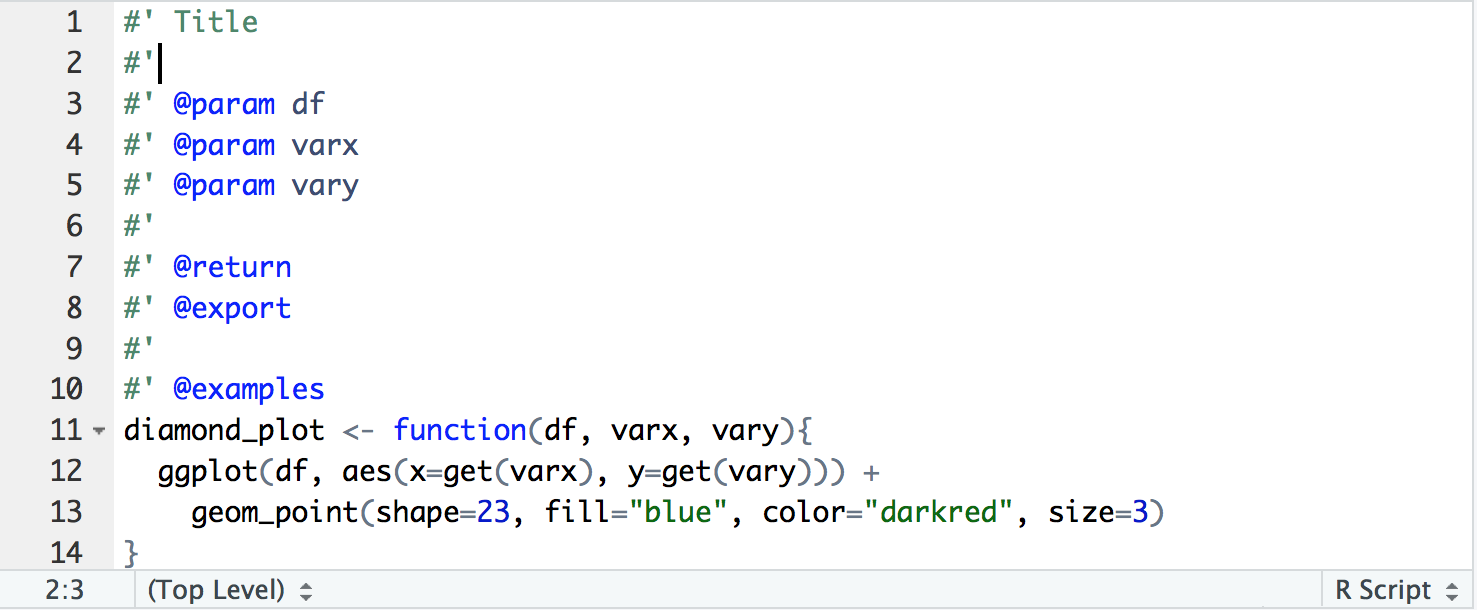 1 #' Title
2 #'
3 #' @param df
4 #' @param varx
5 #' @param vary
6 #'
7 #' @return
8 #' @export
9 #'
10 #' @examples
11 diamond_plot <- function(df, varx, vary){
12   ggplot(df, aes(x=get(varx), y=get(vary))) +
13     geom_point(shape=23, fill="blue", color="darkred", size=3)
14 }
2:3 (Top Level) R Script